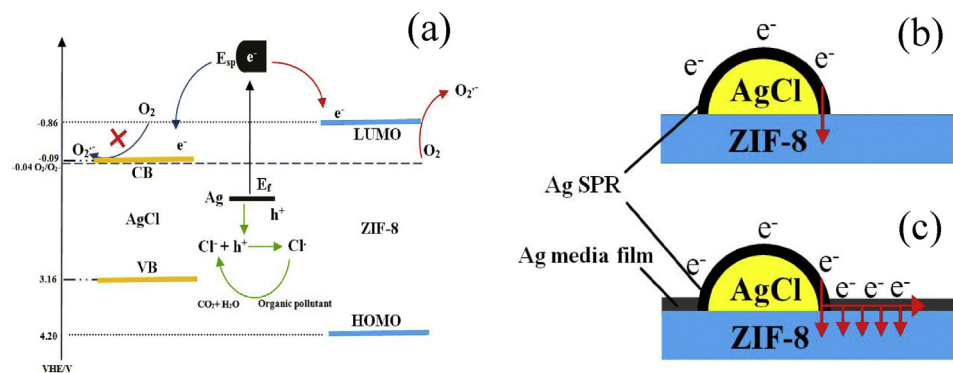 (a)
Esp
e-
-0.86
O₂
e-
LUMO
O₂·-
O₂·-
e-
O₂
-0.09
-0.04 O₂/O₂·-
CB
Ef
Ag
h⁺
AgCl
ZIF-8
Cl- + h⁺
Cl·
VB
3.16
CO₂+ H₂O
Organic pollutant
HOMO
4.20
VHE/V
(b)
e-
e-
e-
AgCl
ZIF-8
Ag SPR
Ag media film
(c)
e-
e-
e-
e- e- e- e-
AgCl
ZIF-8